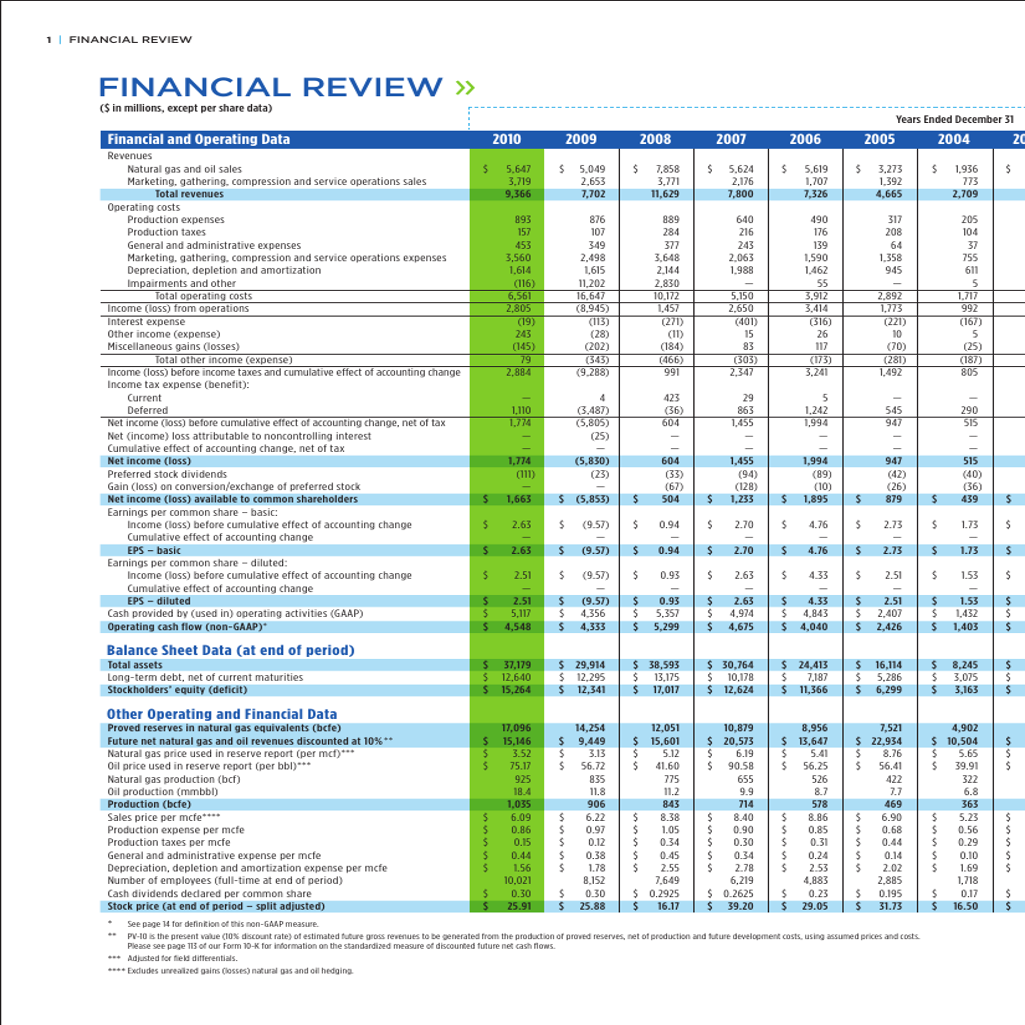 1 | FINANCIAL REVIEW
FINANCIAL REVIEW »
($ in millions, except per share data)
Years Ended December 31
Financial and Operating Data 2010 2009 2008 2007 2006 2005 2004 20
Revenues
Natural gas and oil sales $ 5,647 $ 5,049 $ 7,858 $ 5,624 $ 5,619 $ 3,273 $ 1,936 $
Marketing, gathering, compression and service operations sales 3,719 2,653 3,771 2,176 1,707 1,392 773
Total revenues 9,366 7,702 11,629 7,800 7,326 4,665 2,709
Operating costs
Production expenses 893 876 889 640 490 317 205
Production taxes 157 107 284 216 176 208 104
General and administrative expenses 453 349 377 243 139 64 37
Marketing, gathering, compression and service operations expenses 3,560 2,498 3,648 2,063 1,590 1,358 755
Depreciation, depletion and amortization 1,614 1,615 2,144 1,988 1,462 945 611
Impairments and other (116) 11,202 2,830 — 55 — 5
Total operating costs 6,561 16,647 10,172 5,150 3,912 2,892 1,717
Income (loss) from operations 2,805 (8,945) 1,457 2,650 3,414 1,773 992
Interest expense (19) (113) (271) (401) (316) (221) (167)
Other income (expense) 243 (28) (11) 15 26 10 5
Miscellaneous gains (losses) (145) (202) (184) 83 117 (70) (25)
Total other income (expense) 79 (343) (466) (303) (173) (281) (187)
Income (loss) before income taxes and cumulative effect of accounting change 2,884 (9,288) 991 2,347 3,241 1,492 805
Income tax expense (benefit):
Current — 4 423 29 5 — —
Deferred 1,110 (3,487) (36) 863 1,242 545 290
Net income (loss) before cumulative effect of accounting change, net of tax 1,774 (5,805) 604 1,455 1,994 947 515
Net (income) loss attributable to noncontrolling interest — (25) — — — — —
Cumulative effect of accounting change, net of tax — — — — — — —
Net income (loss) 1,774 (5,830) 604 1,455 1,994 947 515
Preferred stock dividends (111) (23) (33) (94) (89) (42) (40)
Gain (loss) on conversion/exchange of preferred stock — — (67) (128) (10) (26) (36)
Net income (loss) available to common shareholders $ 1,663 $ (5,853) $ 504 $ 1,233 $ 1,895 $ 879 $ 439 $
Earnings per common share – basic:
Income (loss) before cumulative effect of accounting change $ 2.63 $ (9.57) $ 0.94 $ 2.70 $ 4.76 $ 2.73 $ 1.73 $
Cumulative effect of accounting change — — — — — — —
EPS – basic $ 2.63 $ (9.57) $ 0.94 $ 2.70 $ 4.76 $ 2.73 $ 1.73 $
Earnings per common share – diluted:
Income (loss) before cumulative effect of accounting change $ 2.51 $ (9.57) $ 0.93 $ 2.63 $ 4.33 $ 2.51 $ 1.53 $
Cumulative effect of accounting change — — — — — — —
EPS – diluted $ 2.51 $ (9.57) $ 0.93 $ 2.63 $ 4.33 $ 2.51 $ 1.53 $
Cash provided by (used in) operating activities (GAAP) $ 5,117 $ 4,356 $ 5,357 $ 4,974 $ 4,843 $ 2,407 $ 1,432 $
Operating cash flow (non-GAAP)* $ 4,548 $ 4,333 $ 5,299 $ 4,675 $ 4,040 $ 2,426 $ 1,403 $
Balance Sheet Data (at end of period)
Total assets $ 37,179 $ 29,914 $ 38,593 $ 30,764 $ 24,413 $ 16,114 $ 8,245 $
Long-term debt, net of current maturities $ 12,640 $ 12,295 $ 13,175 $ 10,178 $ 7,187 $ 5,286 $ 3,075 $
Stockholders' equity (deficit) $ 15,264 $ 12,341 $ 17,017 $ 12,624 $ 11,366 $ 6,299 $ 3,163 $
Other Operating and Financial Data
Proved reserves in natural gas equivalents (bcfe) 17,096 14,254 12,051 10,879 8,956 7,521 4,902
Future net natural gas and oil revenues discounted at 10%** $ 15,146 $ 9,449 $ 15,601 $ 20,573 $ 13,647 $ 22,934 $ 10,504 $
Natural gas price used in reserve report (per mcf)*** $ 3.52 $ 3.13 $ 5.12 $ 6.19 $ 5.41 $ 8.76 $ 5.65 $
Oil price used in reserve report (per bbl)*** $ 75.17 $ 56.72 $ 41.60 $ 90.58 $ 56.25 $ 56.41 $ 39.91 $
Natural gas production (bcf) 925 835 775 655 526 422 322
Oil production (mmbbl) 18.4 11.8 11.2 9.9 8.7 7.7 6.8
Production (bcfe) 1,035 906 843 714 578 469 363
Sales price per mcfe**** $ 6.09 $ 6.22 $ 8.38 $ 8.40 $ 8.86 $ 6.90 $ 5.23 $
Production expense per mcfe $ 0.86 $ 0.97 $ 1.05 $ 0.90 $ 0.85 $ 0.68 $ 0.56 $
Production taxes per mcfe $ 0.15 $ 0.12 $ 0.34 $ 0.30 $ 0.31 $ 0.44 $ 0.29 $
General and administrative expense per mcfe $ 0.44 $ 0.38 $ 0.45 $ 0.34 $ 0.24 $ 0.14 $ 0.10 $
Depreciation, depletion and amortization expense per mcfe $ 1.56 $ 1.78 $ 2.55 $ 2.78 $ 2.53 $ 2.02 $ 1.69 $
Number of employees (full-time at end of period) 10,021 8,152 7,649 6,219 4,883 2,885 1,718
Cash dividends declared per common share $ 0.30 $ 0.30 $ 0.2925 $ 0.2625 $ 0.23 $ 0.195 $ 0.17 $
Stock price (at end of period – split adjusted) $ 25.91 $ 25.88 $ 16.17 $ 39.20 $ 29.05 $ 31.73 $ 16.50 $
* See page 14 for definition of this non-GAAP measure.
** PV-10 is the present value (10% discount rate) of estimated future gross revenues to be generated from the production of proved reserves, net of production and future development costs, using assumed prices and costs.
Please see page 113 of our Form 10-K for information on the standardized measure of discounted future net cash flows.
*** Adjusted for field differentials.
**** Excludes unrealized gains (losses) natural gas and oil hedging.